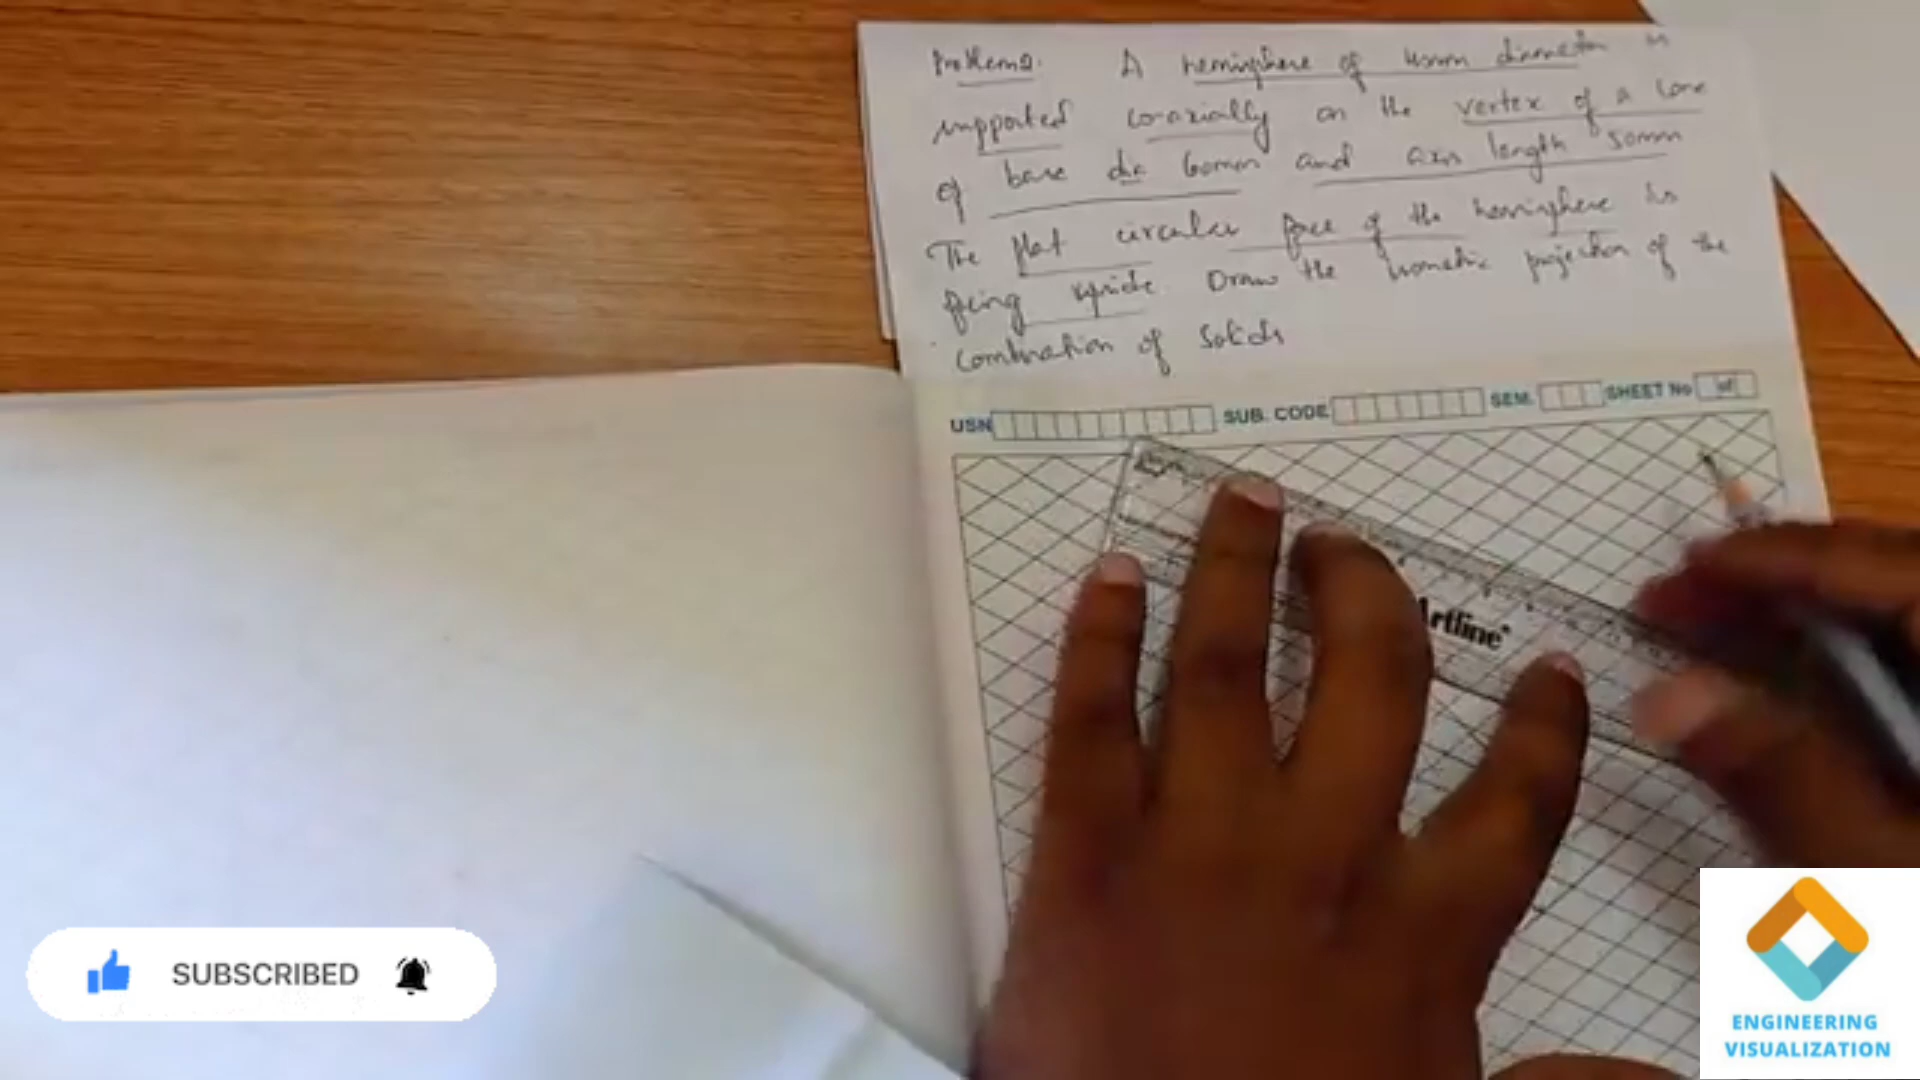 Problem 2. A hemisphere of 40mm diameter is
supported co-axially on the vertex of a cone
of base dia 60mm and axis length 50mm
The flat circular face of the hemisphere is
facing upside Draw the isometric projection of the
combination of Solids
USN SUB. CODE SEM. SHEET No of
Artline
SUBSCRIBED
ENGINEERING
VISUALIZATION